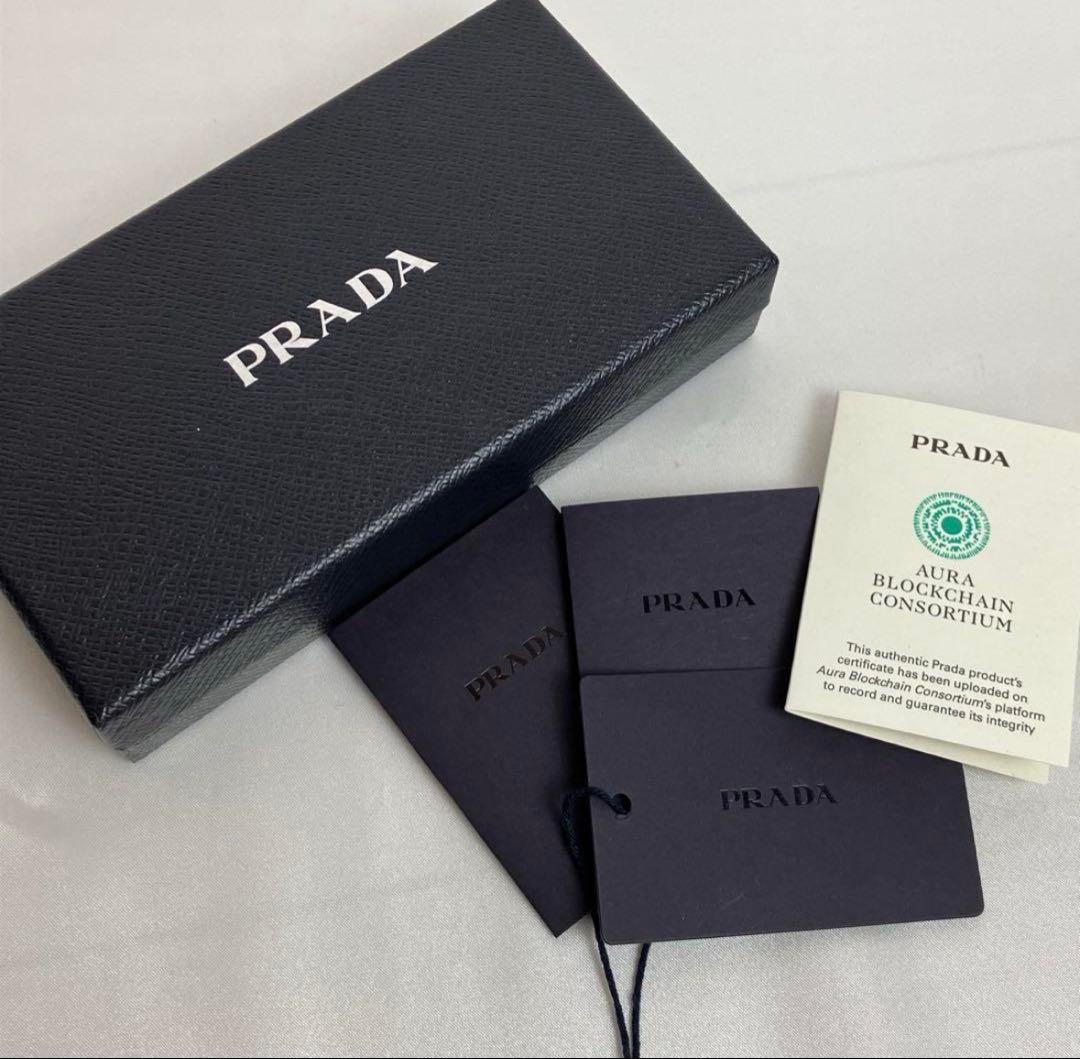 PRADA
PRADA
PRADA
PRADA
PRADA
AURA
BLOCKCHAIN
CONSORTIUM
This authentic Prada product's
certificate has been uploaded on
Aura Blockchain Consortium's platform
to record and guarantee its integrity